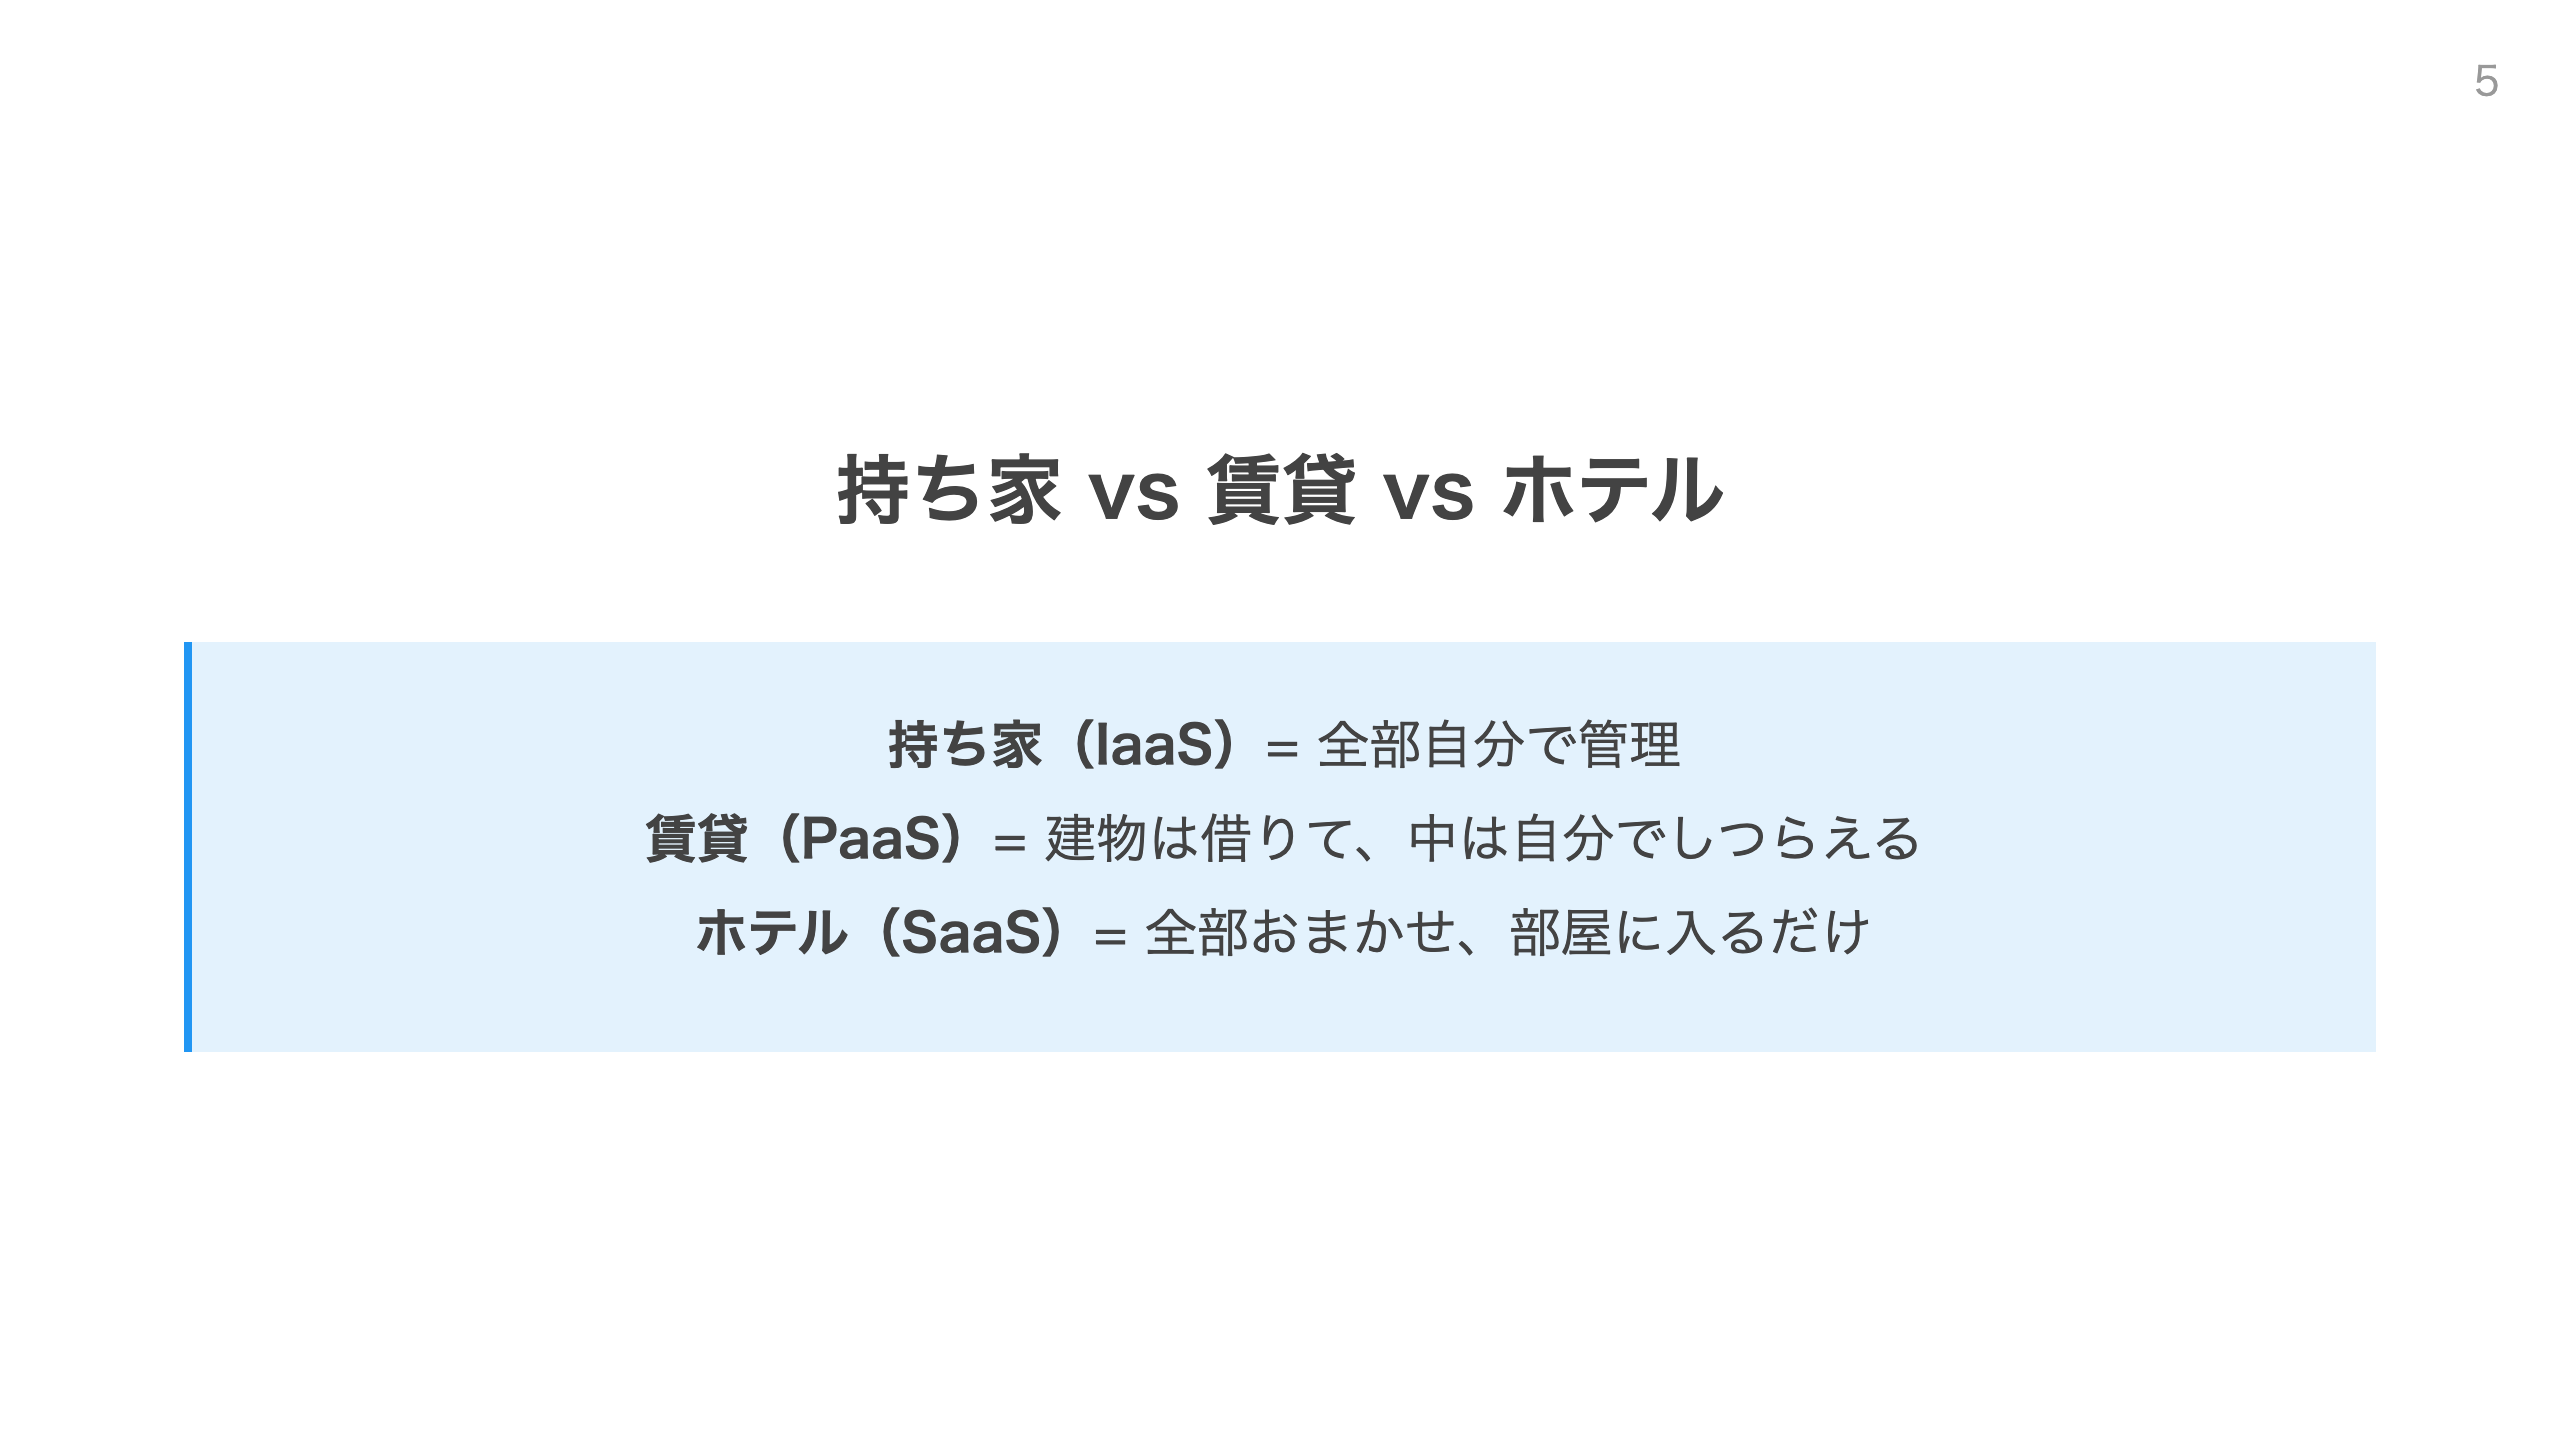 5
持ち家 vs 賃貸 vs ホテル
持ち家（IaaS）= 全部自分で管理
賃貸（PaaS）= 建物は借りて、中は自分でしつらえる
ホテル（SaaS）= 全部おまかせ、部屋に入るだけ